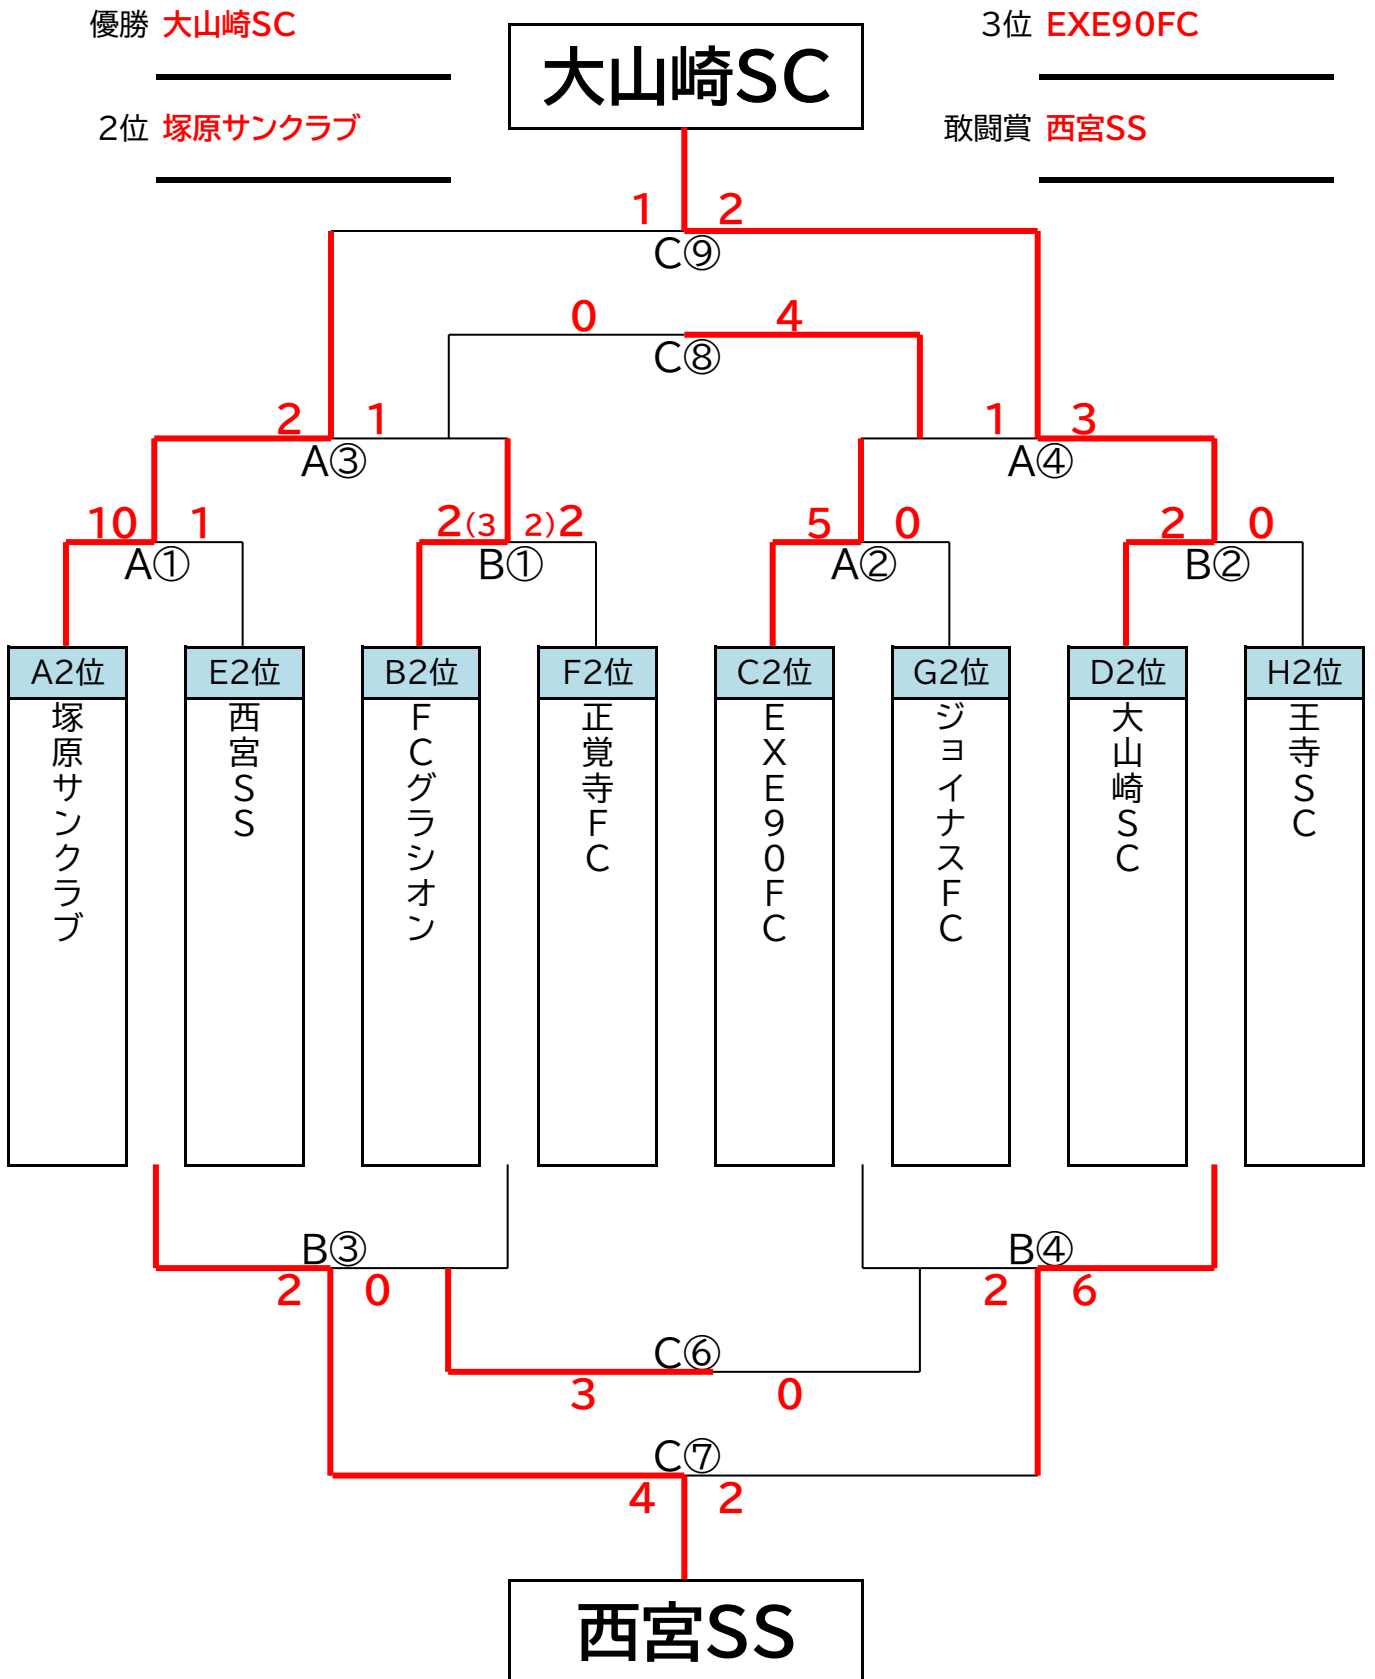 優勝 大山崎SC
3位 EXE90FC
大山崎SC
2位 塚原サンクラブ
敢闘賞 西宮SS
1 2
C⑨
0 4
C⑧
2 1
A③
1 3
A④
10 1
A①
2(3 2)2
B①
5 0
A②
2 0
B②
A2位
E2位
B2位
F2位
C2位
G2位
D2位
H2位
塚原サンクラブ
西宮SS
FCグラシオン
正覚寺FC
EXE90FC
ジョイナスFC
大山崎SC
王寺SC
B③
2 0
B④
2 6
C⑥
3 0
C⑦
4 2
西宮SS